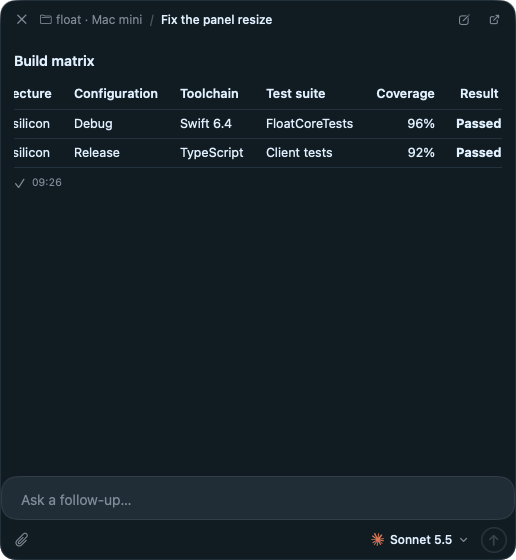 float · Mac mini / Fix the panel resize
Build matrix
ecture Configuration Toolchain Test suite Coverage Result
silicon Debug Swift 6.4 FloatCoreTests 96% Passed
silicon Release TypeScript Client tests 92% Passed
09:26
Ask a follow-up...
Sonnet 5.5